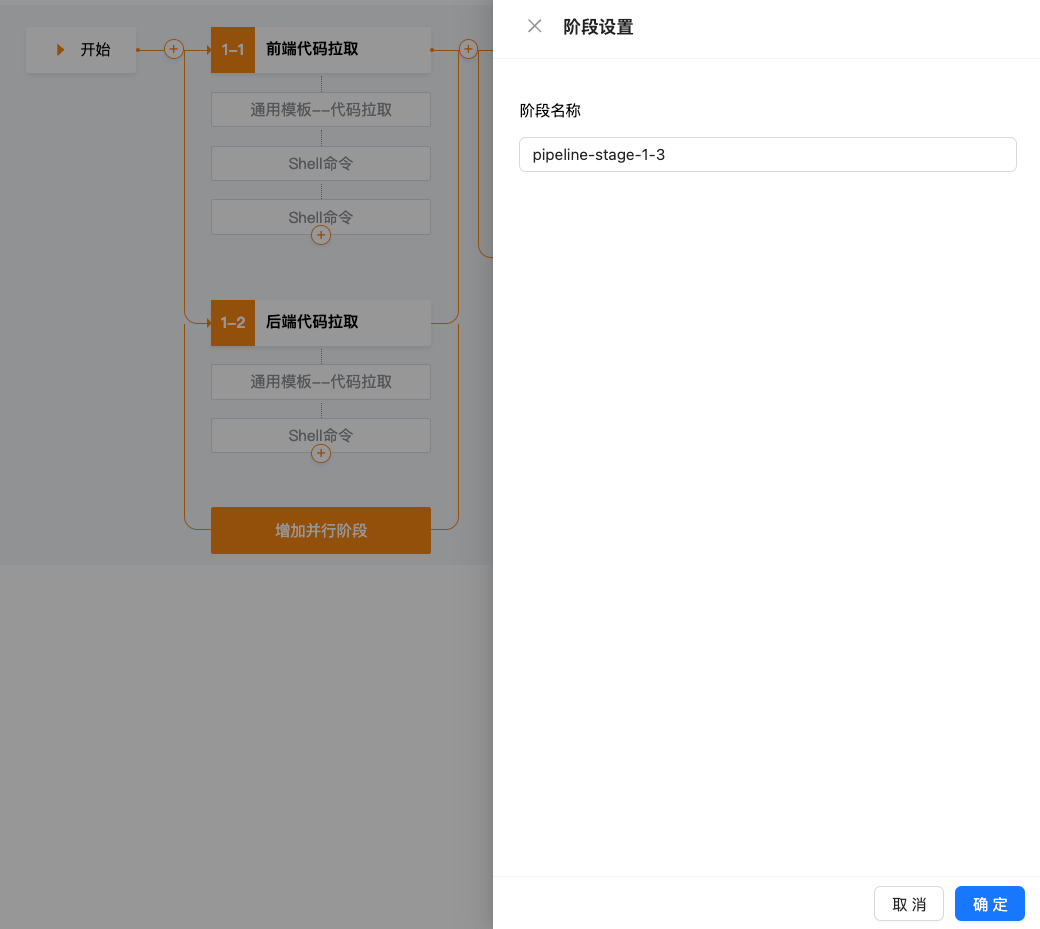 开始
1-1 前端代码拉取
通用模板--代码拉取
Shell命令
Shell命令
1-2 后端代码拉取
通用模板--代码拉取
Shell命令
增加并行阶段
阶段设置
阶段名称
pipeline-stage-1-3
取 消
确 定